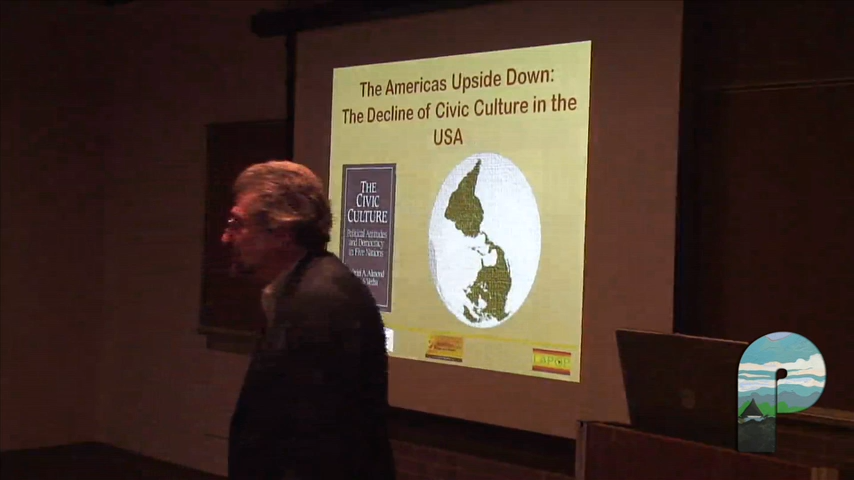 The Americas Upside Down:
The Decline of Civic Culture in the
USA
THE
CIVIC
CULTURE
Political Attitudes
and Democracy
in Five Nations
A. Almond
LAPOP
P